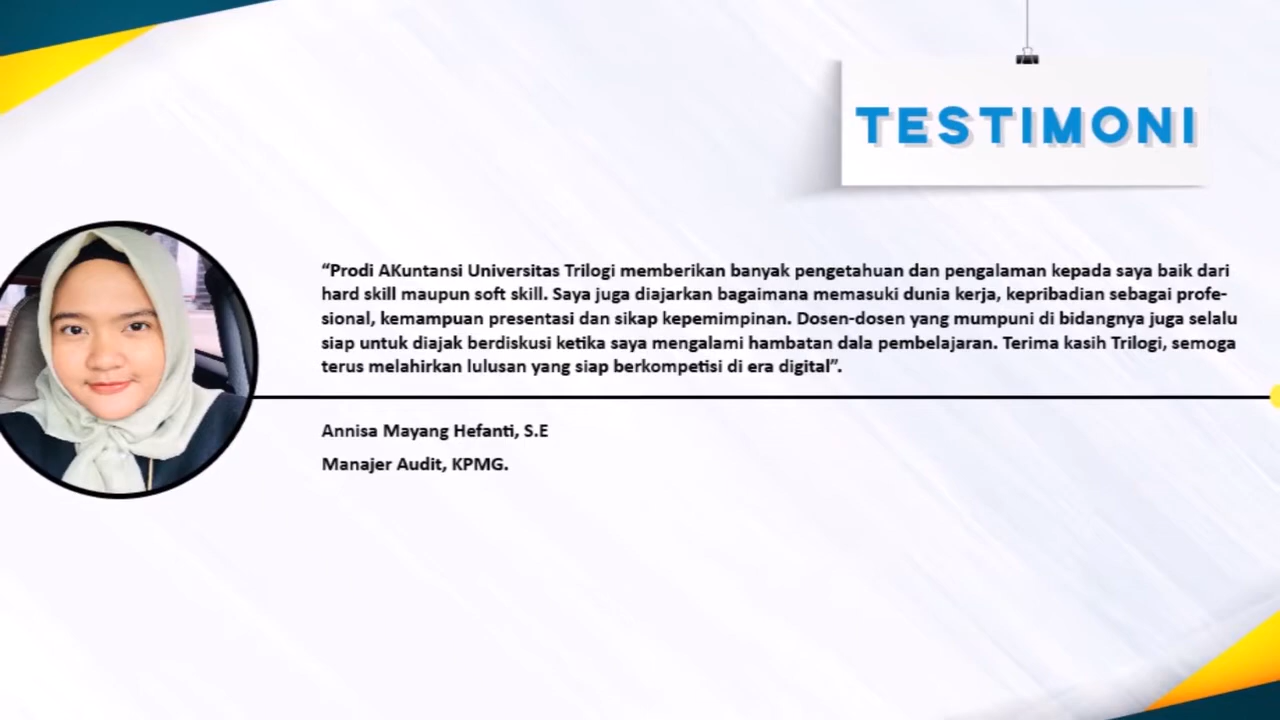 TESTIMONI
“Prodi AKuntansi Universitas Trilogi memberikan banyak pengetahuan dan pengalaman kepada saya baik dari
hard skill maupun soft skill. Saya juga diajarkan bagaimana memasuki dunia kerja, kepribadian sebagai profe-
sional, kemampuan presentasi dan sikap kepemimpinan. Dosen-dosen yang mumpuni di bidangnya juga selalu
siap untuk diajak berdiskusi ketika saya mengalami hambatan dala pembelajaran. Terima kasih Trilogi, semoga
terus melahirkan lulusan yang siap berkompetisi di era digital”.
Annisa Mayang Hefanti, S.E
Manajer Audit, KPMG.